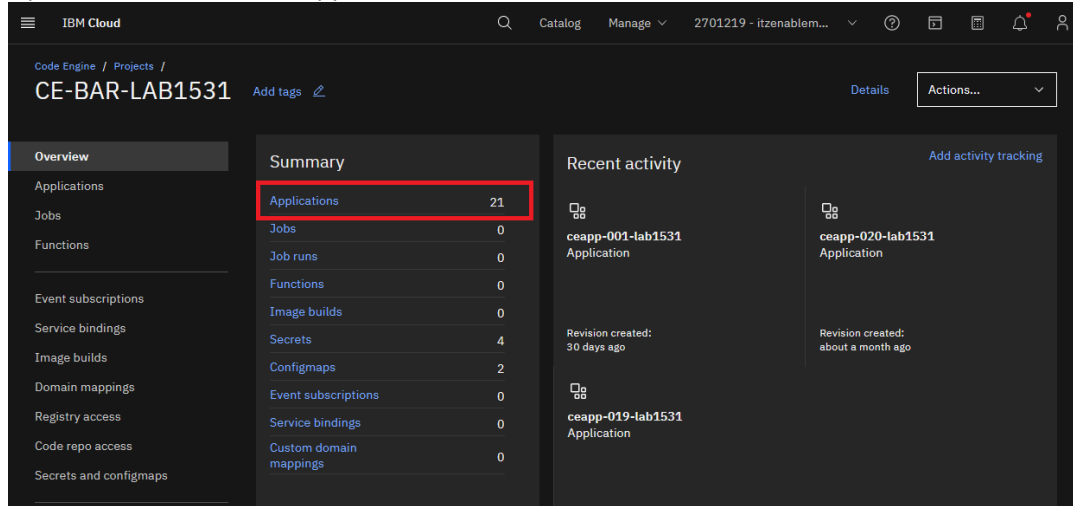 IBM Cloud
Catalog
Manage
2701219 - itzenablem...
Code Engine / Projects /
CE-BAR-LAB1531
Add tags
Details
Actions...
Overview
Applications
Jobs
Functions
Event subscriptions
Service bindings
Image builds
Domain mappings
Registry access
Code repo access
Secrets and configmaps
Summary
Applications 21
Jobs 0
Job runs 0
Functions 0
Image builds 0
Secrets 4
Configmaps 2
Event subscriptions 0
Service bindings 0
Custom domain
mappings 0
Recent activity
Add activity tracking
ceapp-001-lab1531
Application
Revision created:
30 days ago
ceapp-020-lab1531
Application
Revision created:
about a month ago
ceapp-019-lab1531
Application